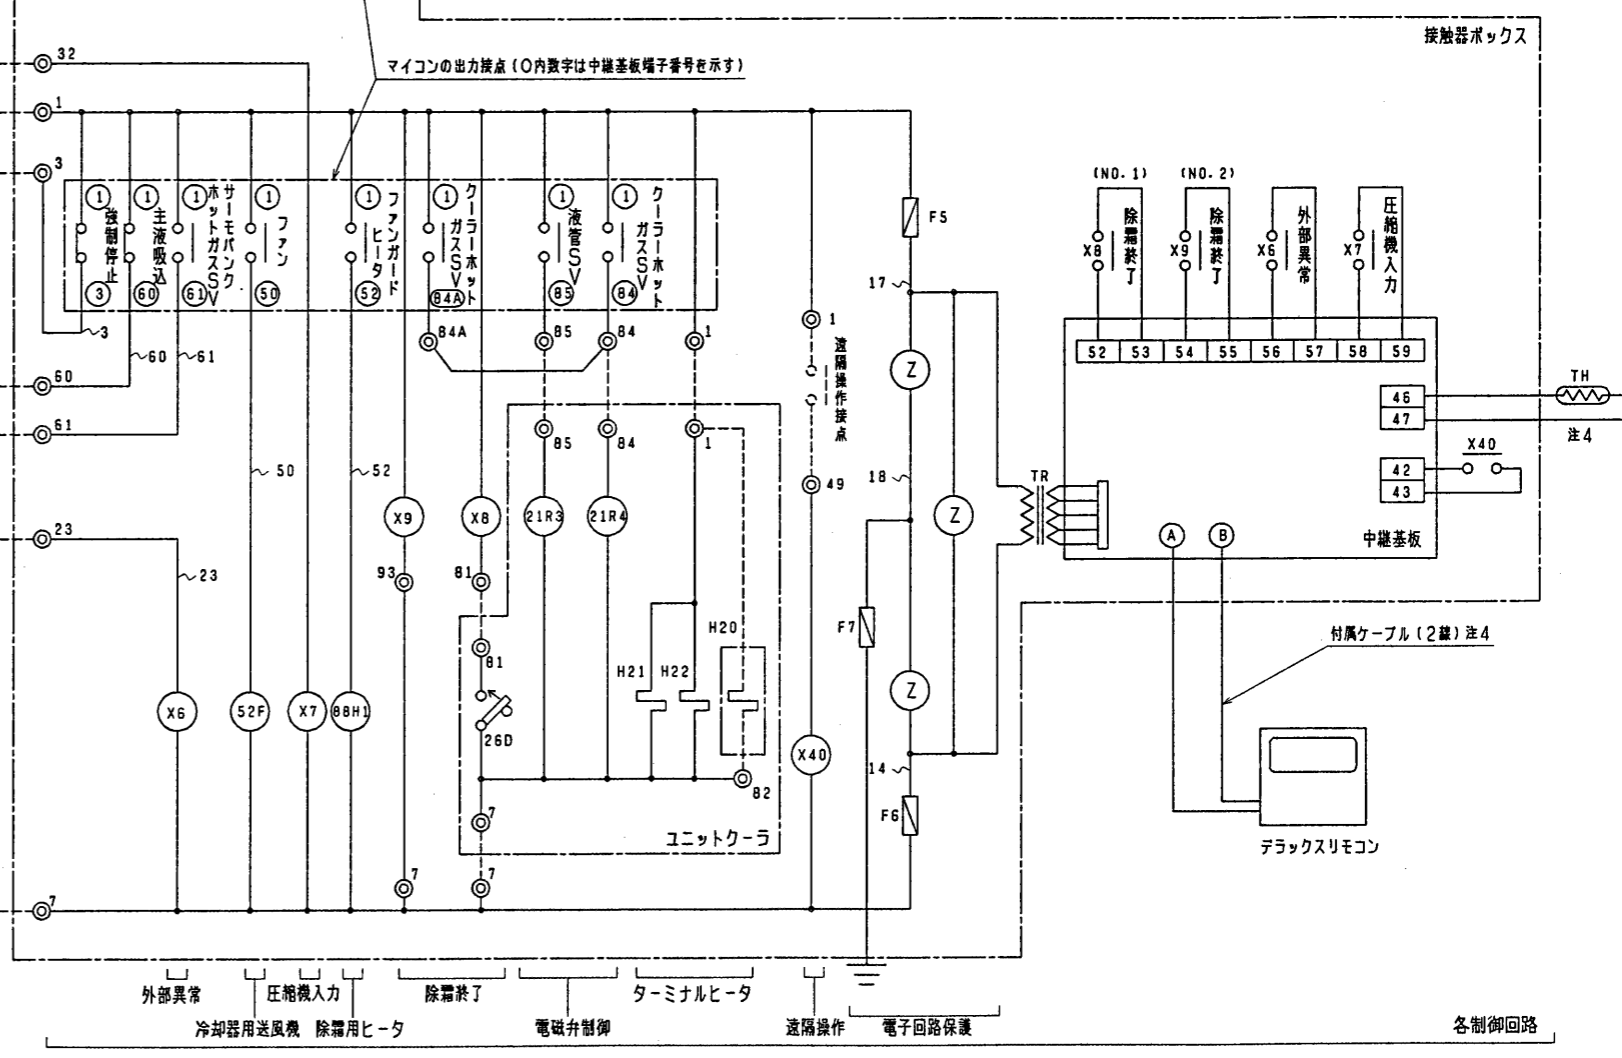 接触器ボックス
32
マイコンの出力接点（○内数字は中継基板端子番号を示す）
1
3
① 強制停止 ③
① 主液吸込 ⑥⓪
① サーモバンク ホットガスSV 61
① ファン 50
① ファンガード ヒータ 52
クーラーホット ガスSV 84A
① 液管SV 85
① クーラーホット ガスSV 84
(NO.1) (NO.2)
X8 除霜終了
X9 除霜終了
X6 外部異常
X7 圧縮機入力
F5
17
3
84A 85 84 1
1
遠隔操作接点
60 61
52 53 54 55 56 57 58 59
60
46
47
TH
注4
61
85 84 1
50 52
49
18
TR
X40
42
43
X9 X8 21R3 21R4
Z
Z
23
23
A B
中継基板
93 81
F7
H20
付属ケーブル（2線）注4
81
H21 H22
Z
X6 52F X7 88H1
26D
X40
14
82
F6
7
ユニットクーラ
デラックスリモコン
7 7
7
外部異常 圧縮機入力 除霜終了 ターミナルヒータ
冷却器用送風機 除霜用ヒータ 電磁弁制御 遠隔操作 電子回路保護
各制御回路